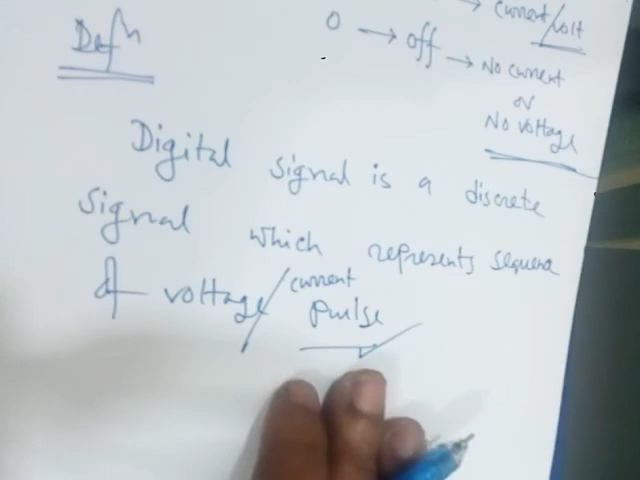 → current/volt
0 → off → No current
or
No voltage
Defn
Digital signal is a discrete
signal which represents sequence
of voltage/current
pulse